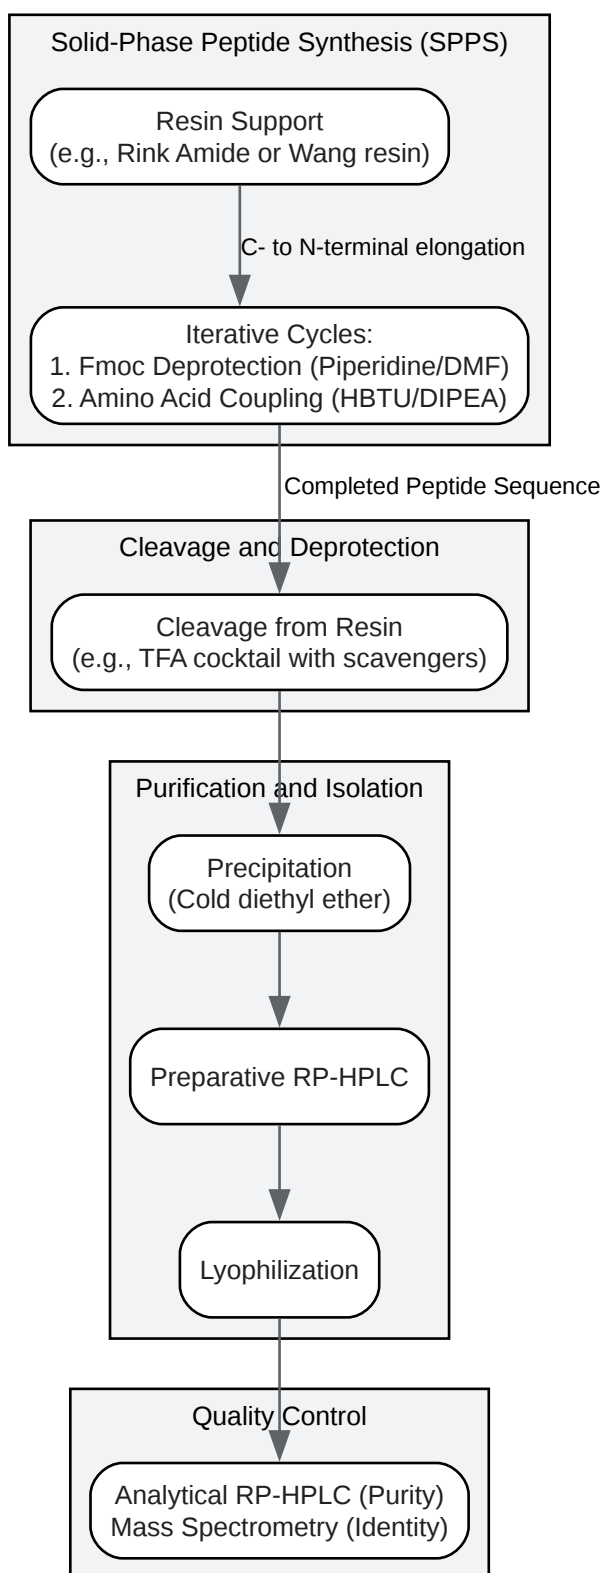 Solid-Phase Peptide Synthesis (SPPS)
Resin Support
(e.g., Rink Amide or Wang resin)
C- to N-terminal elongation
Iterative Cycles:
1. Fmoc Deprotection (Piperidine/DMF)
2. Amino Acid Coupling (HBTU/DIPEA)
Completed Peptide Sequence
Cleavage and Deprotection
Cleavage from Resin
(e.g., TFA cocktail with scavengers)
Purification and Isolation
Precipitation
(Cold diethyl ether)
Preparative RP-HPLC
Lyophilization
Quality Control
Analytical RP-HPLC (Purity)
Mass Spectrometry (Identity)